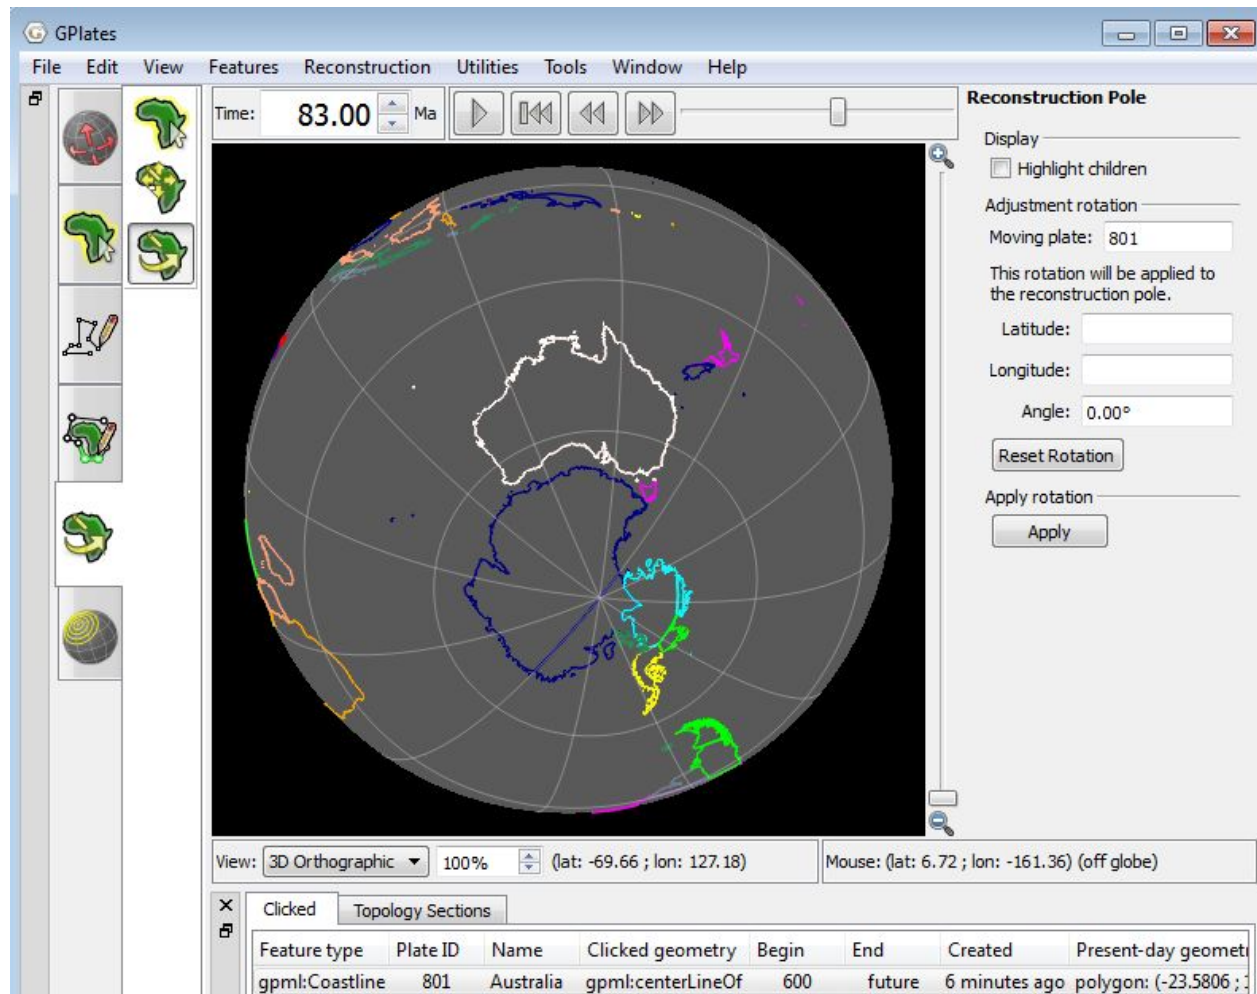 GPlates
File Edit View Features Reconstruction Utilities Tools Window Help
Time: 83.00 Ma
Reconstruction Pole
Display
Highlight children
Adjustment rotation
Moving plate: 801
This rotation will be applied to
the reconstruction pole.
Latitude:
Longitude:
Angle: 0.00°
Reset Rotation
Apply rotation
Apply
View: 3D Orthographic 100% (lat: -69.66 ; lon: 127.18) Mouse: (lat: 6.72 ; lon: -161.36) (off globe)
Clicked Topology Sections
Feature type Plate ID Name Clicked geometry Begin End Created Present-day geomet
gpml:Coastline 801 Australia gpml:centerLineOf 600 future 6 minutes ago polygon: (-23.5806 ;